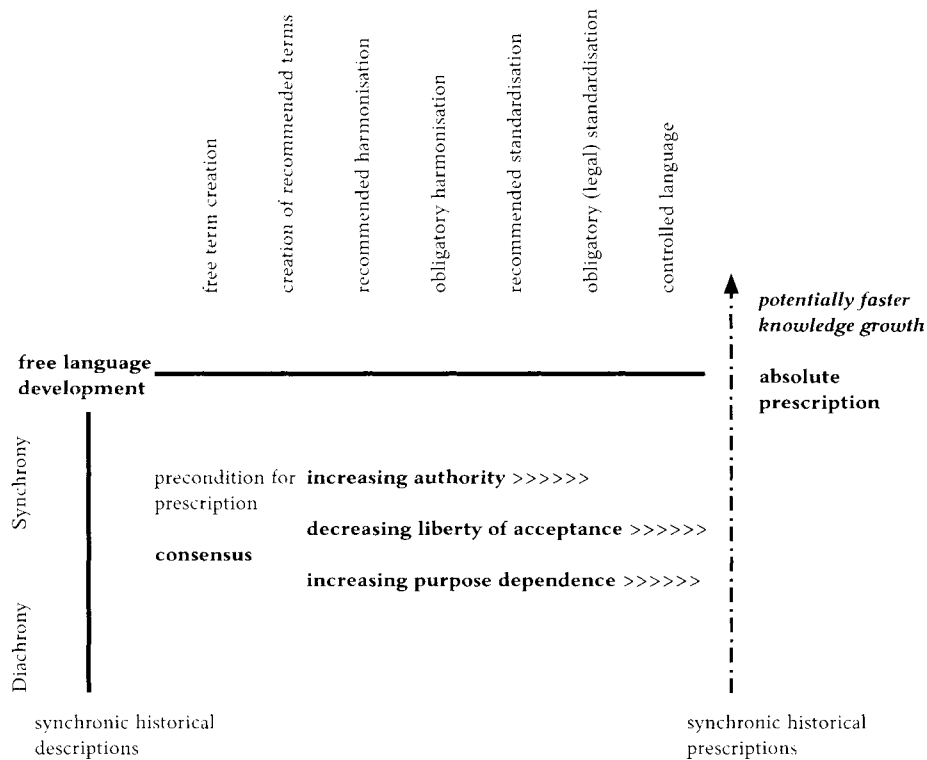 free term creation
creation of recommended terms
recommended harmonisation
obligatory harmonisation
recommended standardisation
obligatory (legal) standardisation
controlled language
potentially faster
knowledge growth
free language
development
absolute
prescription
Synchrony
precondition for
prescription
increasing authority >>>>>>
decreasing liberty of acceptance >>>>>>
consensus
increasing purpose dependence >>>>>>
Diachrony
synchronic historical
descriptions
synchronic historical
prescriptions